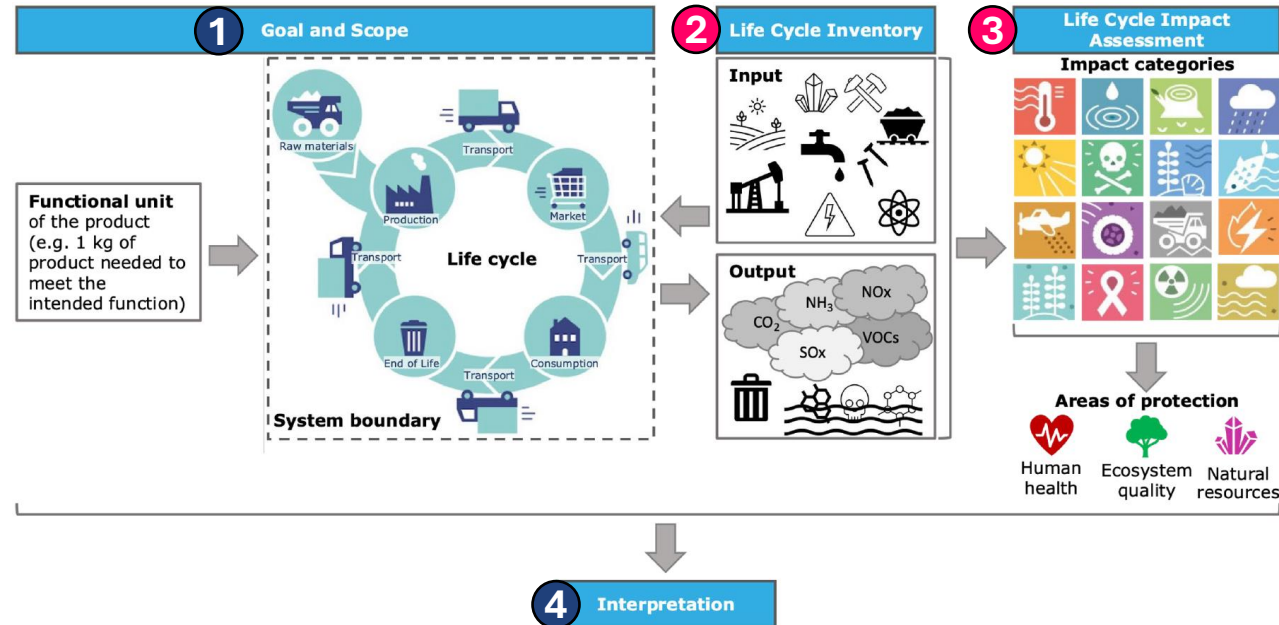 1
Goal and Scope
2
Life Cycle Inventory
3
Life Cycle Impact
Assessment
Functional unit
of the product
(e.g. 1 kg of
product needed to
meet the
intended function)
Raw materials
Transport
Production
Market
Transport
Life cycle
Transport
End of Life
Consumption
Transport
System boundary
Input
Output
CO2
NH3
NOx
SOx
VOCs
Impact categories
Areas of protection
Human
health
Ecosystem
quality
Natural
resources
4
Interpretation